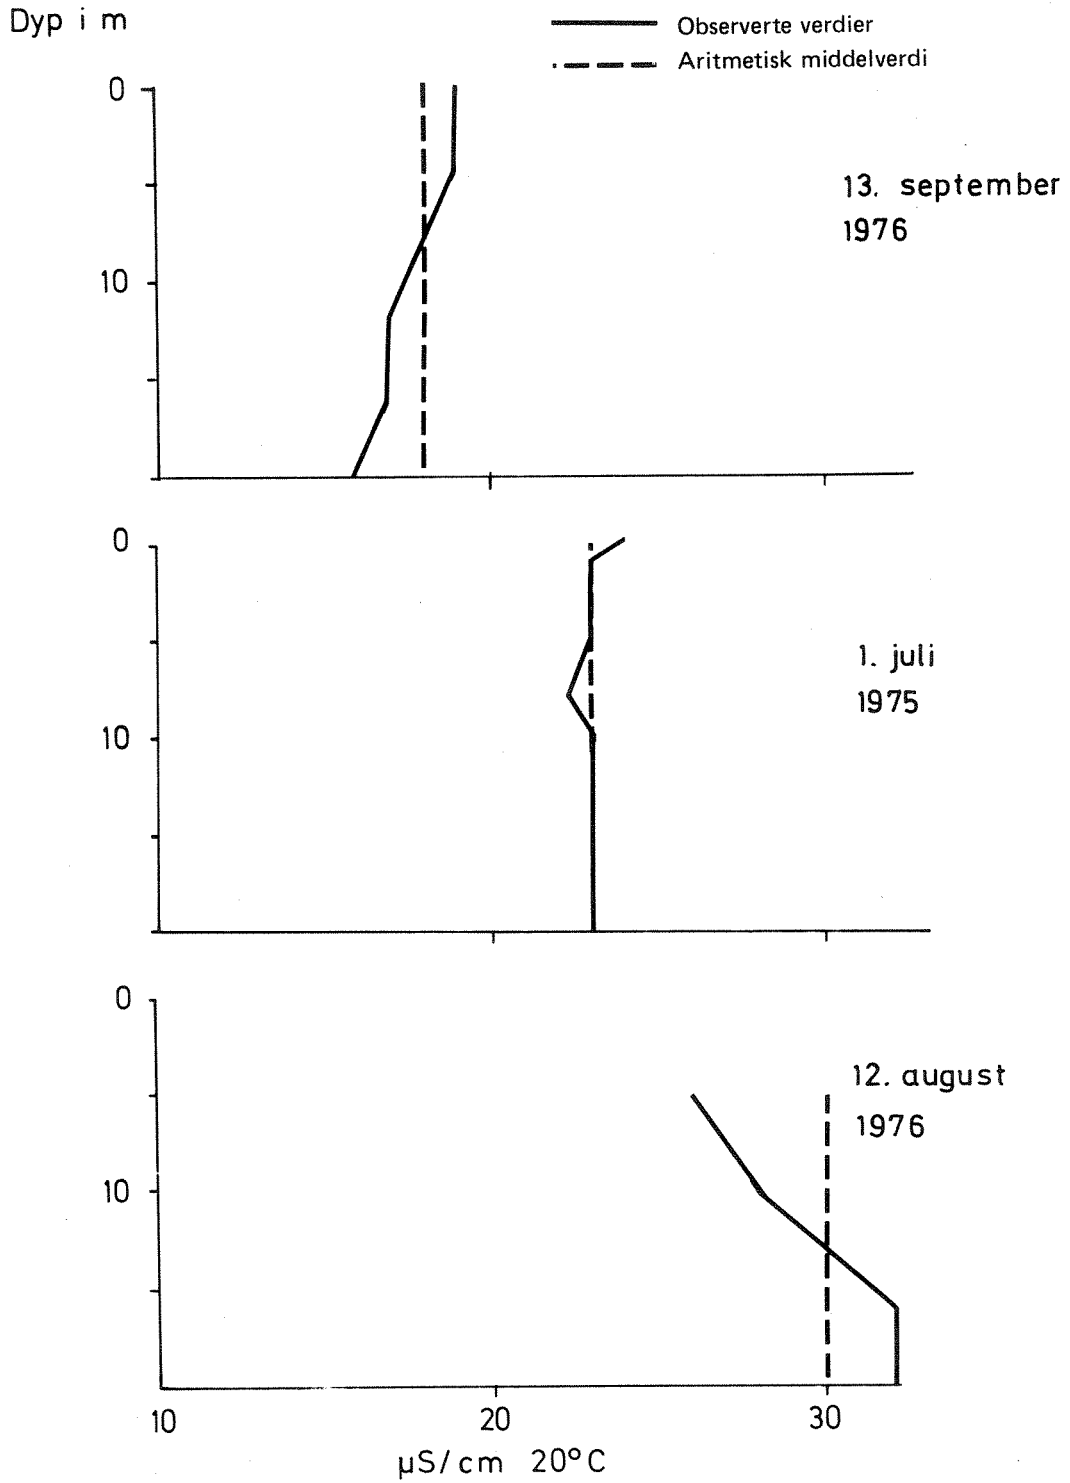 Dyp i m
Observerte verdier
Aritmetisk middelverdi
0
10
13. september
1976
0
10
1. juli
1975
0
10
12. august
1976
10 20 30
µS/cm 20°C